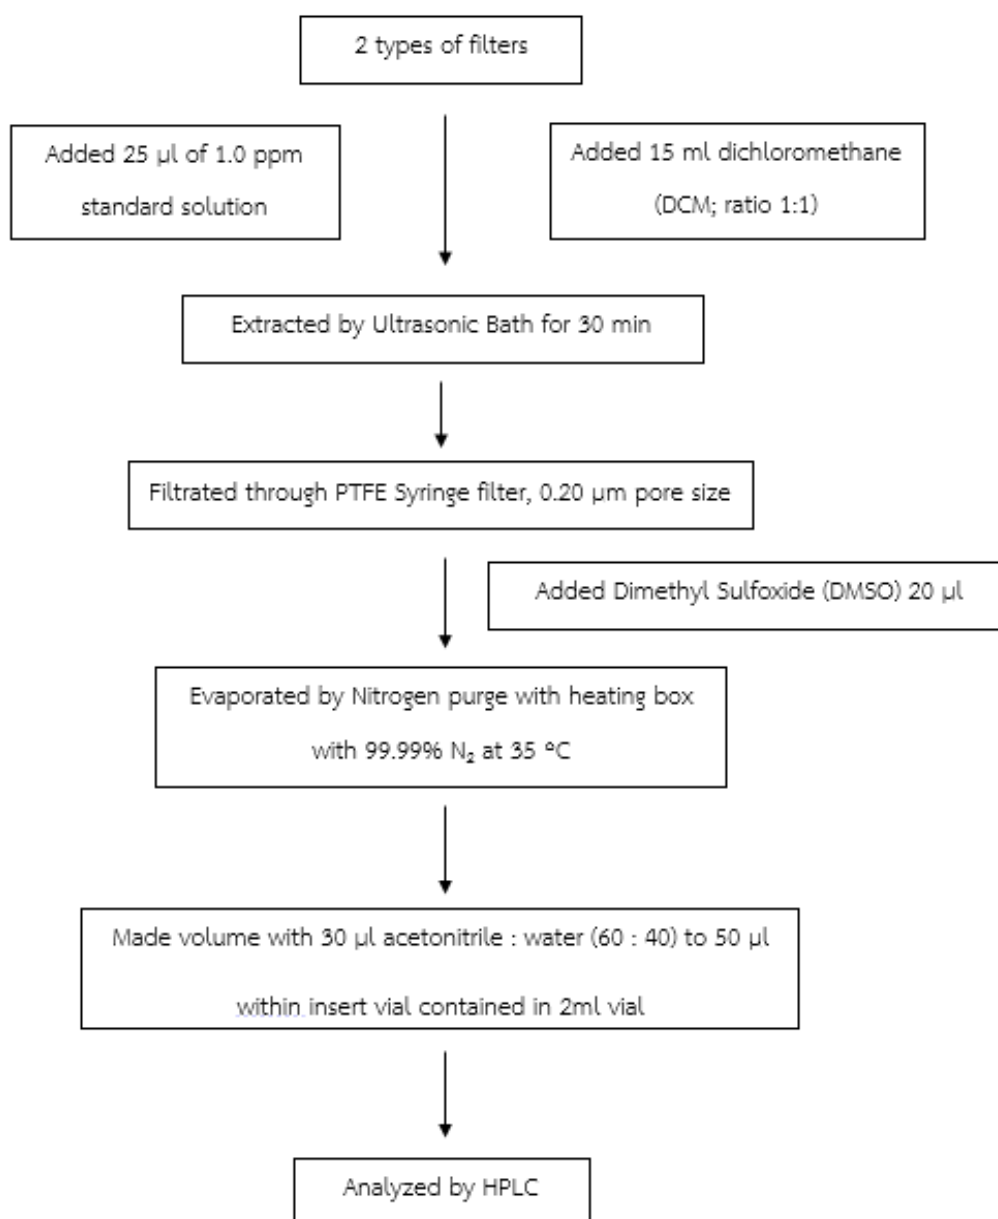 2 types of filters
Added 25 µl of 1.0 ppm
standard solution
Added 15 ml dichloromethane
(DCM; ratio 1:1)
Extracted by Ultrasonic Bath for 30 min
Filtrated through PTFE Syringe filter, 0.20 µm pore size
Added Dimethyl Sulfoxide (DMSO) 20 µl
Evaporated by Nitrogen purge with heating box
with 99.99% N₂ at 35 °C
Made volume with 30 µl acetonitrile : water (60 : 40) to 50 µl
within insert vial contained in 2ml vial
Analyzed by HPLC